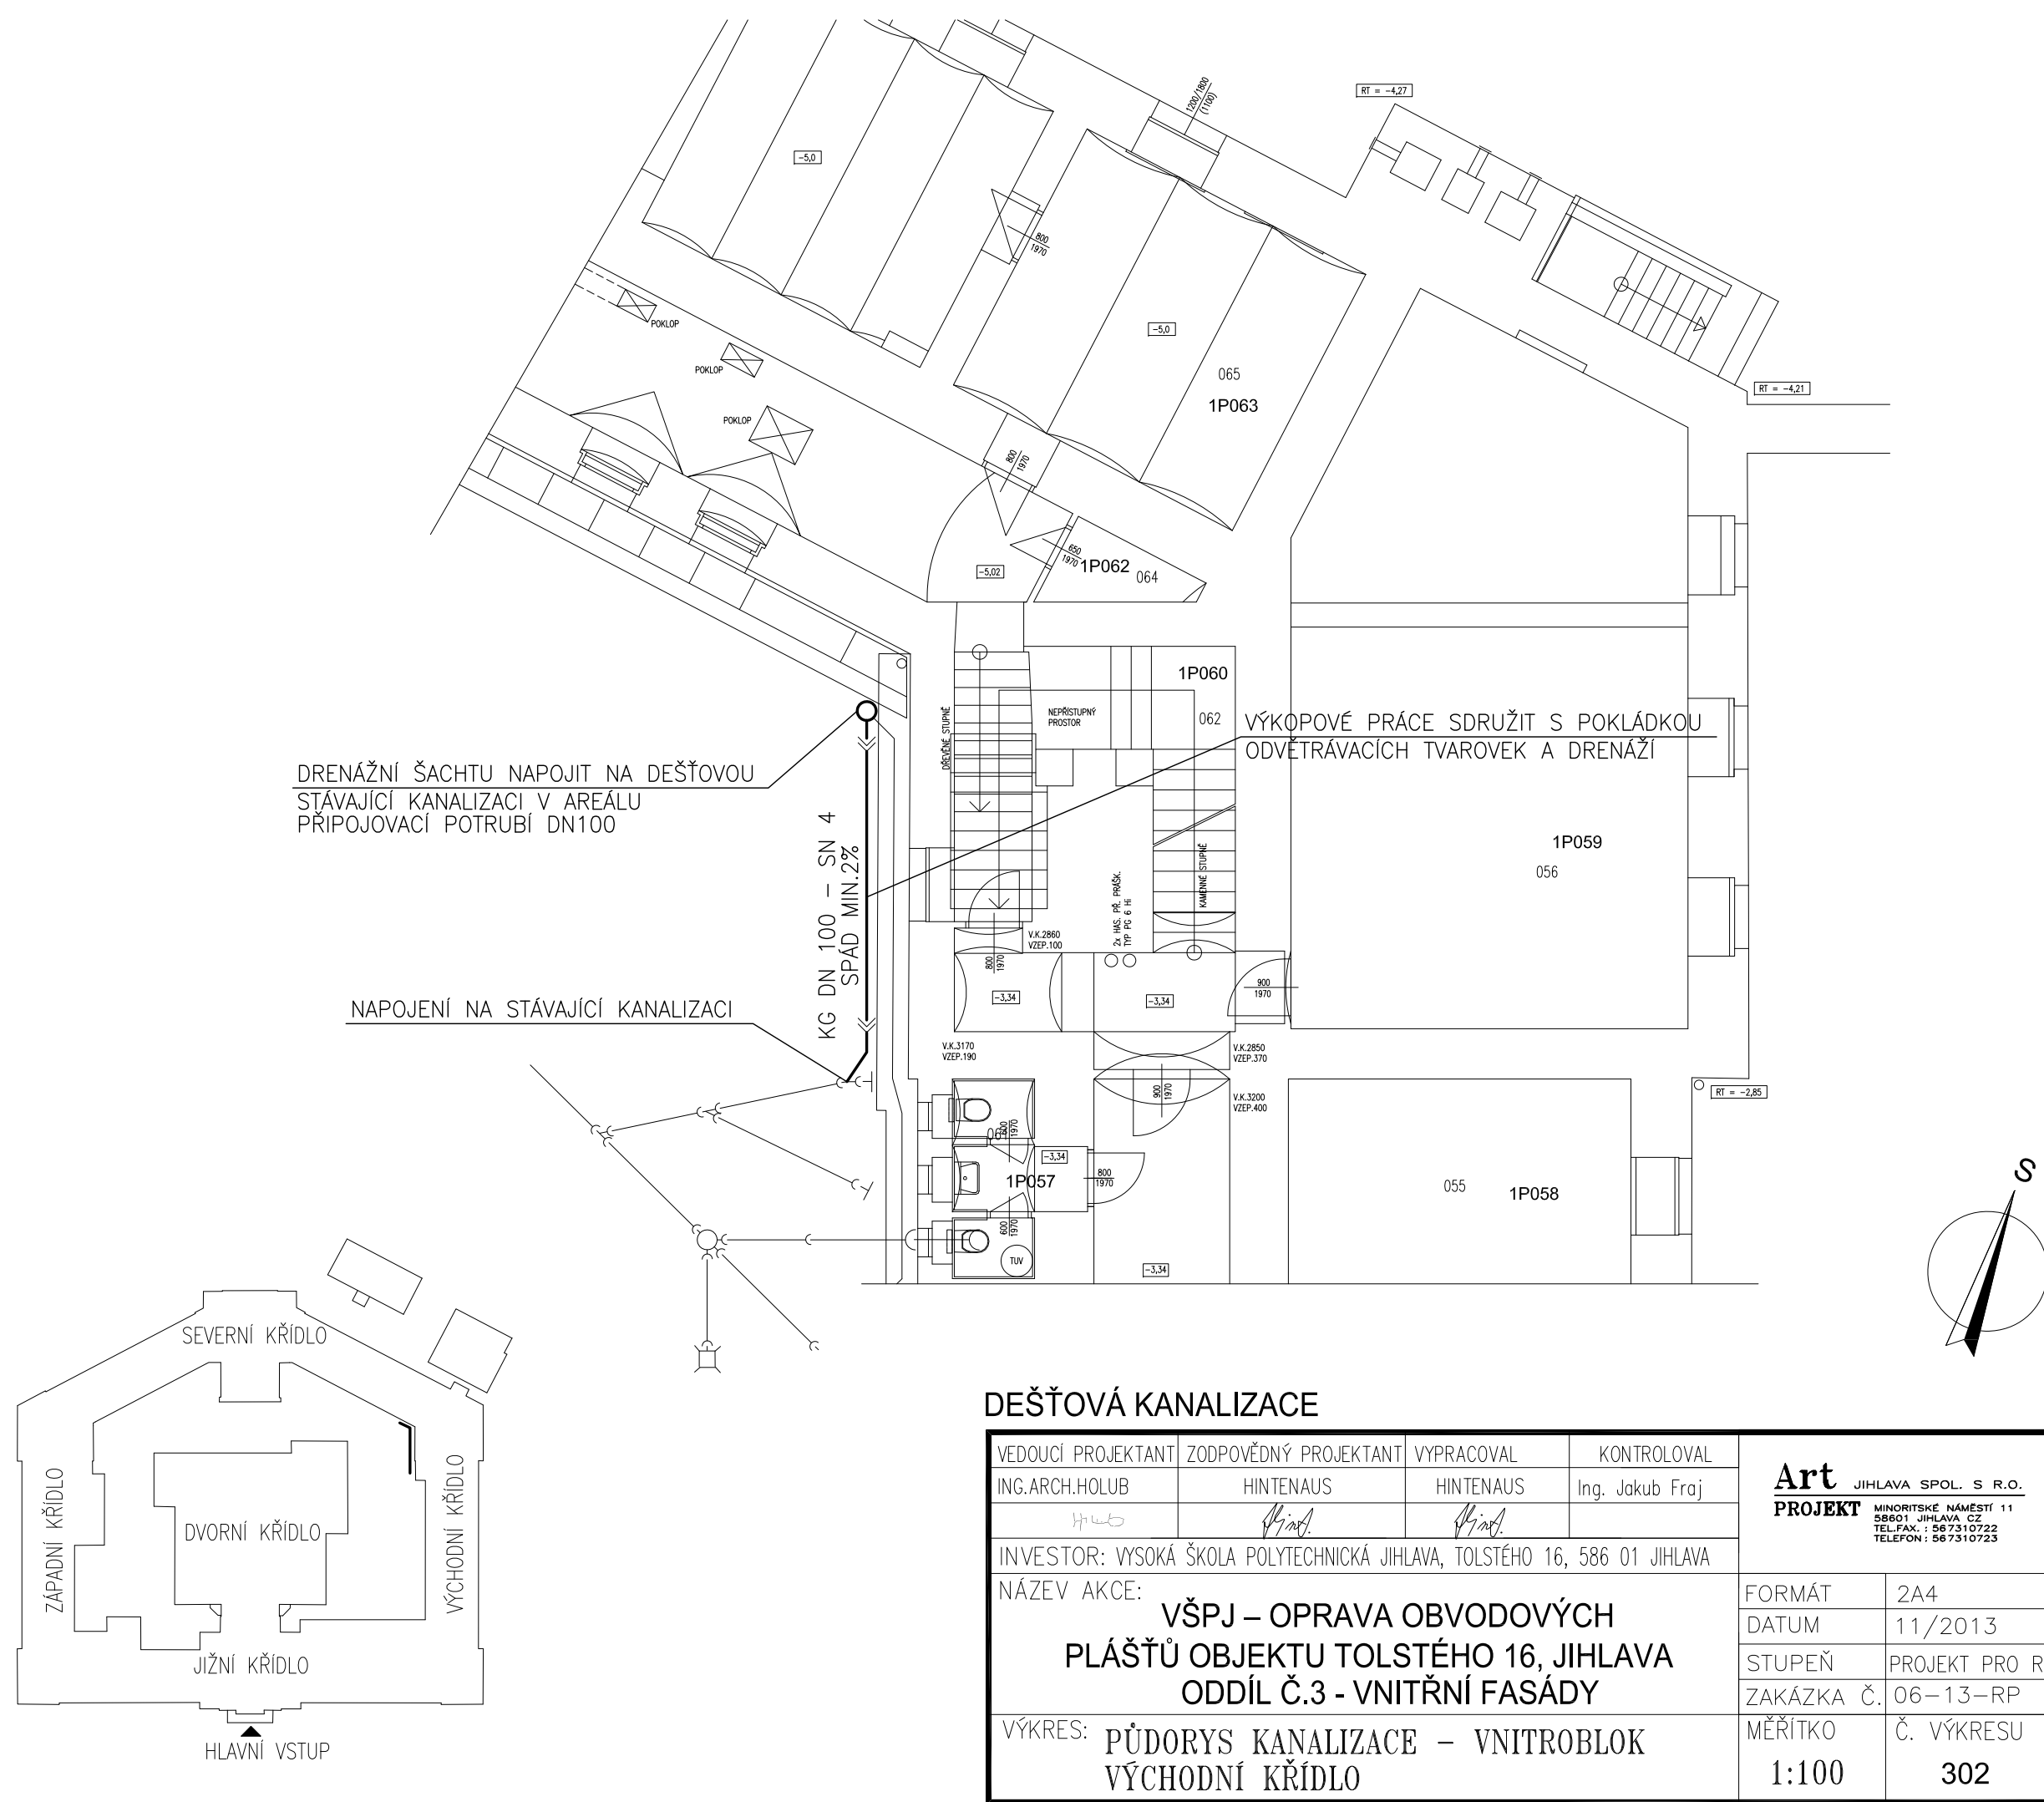 RT = -4,27
1200/1800
(1100)
-5,0
800
1970
-5,0
POKLOP
POKLOP
065
1P063
RT = -4,21
POKLOP
800
1970
650
1970
-5,02
1P062
064
1P060
062
NEPŘÍSTUPNÝ
PROSTOR
DŘEVĚNÉ STUPNĚ
VÝKOPOVÉ PRÁCE SDRUŽIT S POKLÁDKOU
ODVĚTRÁVACÍCH TVAROVEK A DRENÁŽÍ
DRENÁŽNÍ ŠACHTU NAPOJIT NA DEŠŤOVOU
STÁVAJÍCÍ KANALIZACI V AREÁLU
PŘIPOJOVACÍ POTRUBÍ DN100
KG DN 100 – SN 4
SPÁD MIN.2%
1P059
056
KAMENNÉ STUPNĚ
2x HAS. PŘ. PRÁŠK.
TYP PG 6 Hi
V.K.2860
VZEP.100
800
1970
-3,34
-3,34
900
1970
NAPOJENÍ NA STÁVAJÍCÍ KANALIZACI
V.K.3170
VZEP.190
V.K.2850
VZEP.370
900
1970
V.K.3200
VZEP.400
RT = -2,85
600
1970
-3,34
1P057
800
1970
055
1P058
600
1970
TUV
-3,34
S
SEVERNÍ KŘÍDLO
ZÁPADNÍ KŘÍDLO
DVORNÍ KŘÍDLO
VÝCHODNÍ KŘÍDLO
JIŽNÍ KŘÍDLO
HLAVNÍ VSTUP
DEŠŤOVÁ KANALIZACE
VEDOUCÍ PROJEKTANT ZODPOVĚDNÝ PROJEKTANT VYPRACOVAL KONTROLOVAL
ING.ARCH.HOLUB HINTENAUS HINTENAUS Ing. Jakub Fraj
Art JIHLAVA SPOL. S R.O.
PROJEKT MINORITSKÉ NÁMĚSTÍ 11
58601 JIHLAVA CZ
TEL.FAX. : 567310722
TELEFON : 567310723
INVESTOR: VYSOKÁ ŠKOLA POLYTECHNICKÁ JIHLAVA, TOLSTÉHO 16, 586 01 JIHLAVA
NÁZEV AKCE:
VŠPJ – OPRAVA OBVODOVÝCH
PLÁŠŤŮ OBJEKTU TOLSTÉHO 16, JIHLAVA
ODDÍL Č.3 - VNITŘNÍ FASÁDY
FORMÁT 2A4
DATUM 11/2013
STUPEŇ PROJEKT PRO R
ZAKÁZKA Č. 06-13-RP
VÝKRES: PŮDORYS KANALIZACE – VNITROBLOK
VÝCHODNÍ KŘÍDLO
MĚŘÍTKO Č. VÝKRESU
1:100 302